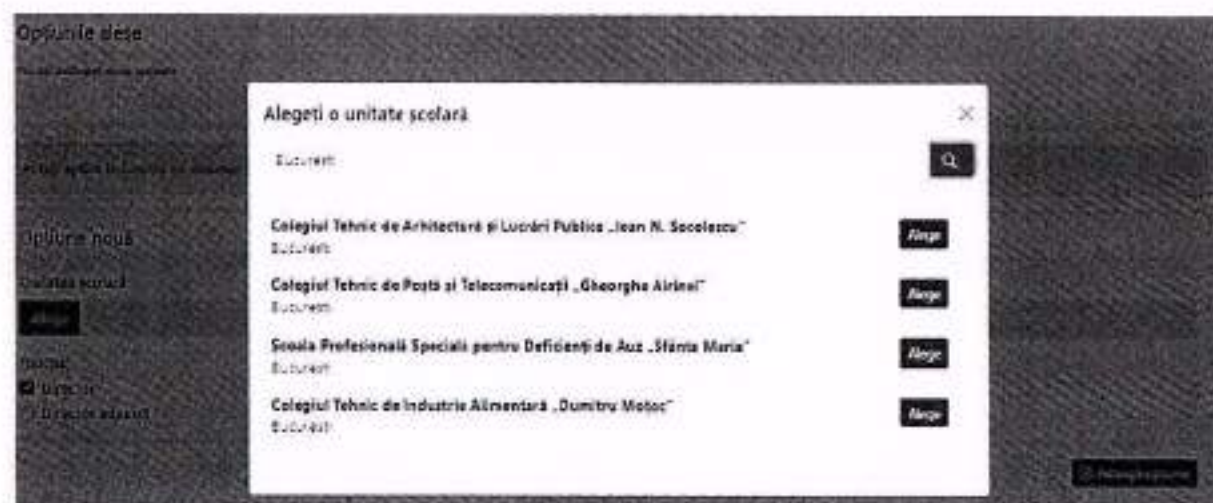 Opțiunile alese
Alegeți o unitate școlară
București
Colegiul Tehnic de Arhitectură și Lucrări Publice „Ioan N. Socolescu"
București
Alege
Colegiul Tehnic de Poștă și Telecomunicații „Gheorghe Airinei"
București
Alege
Școala Profesională Specială pentru Deficienți de Auz „Sfânta Maria"
București
Alege
Colegiul Tehnic de Industrie Alimentară „Dumitru Moțoc"
București
Alege
Opțiune nouă
Unitatea școlară
Alege
Director
Director adjunct